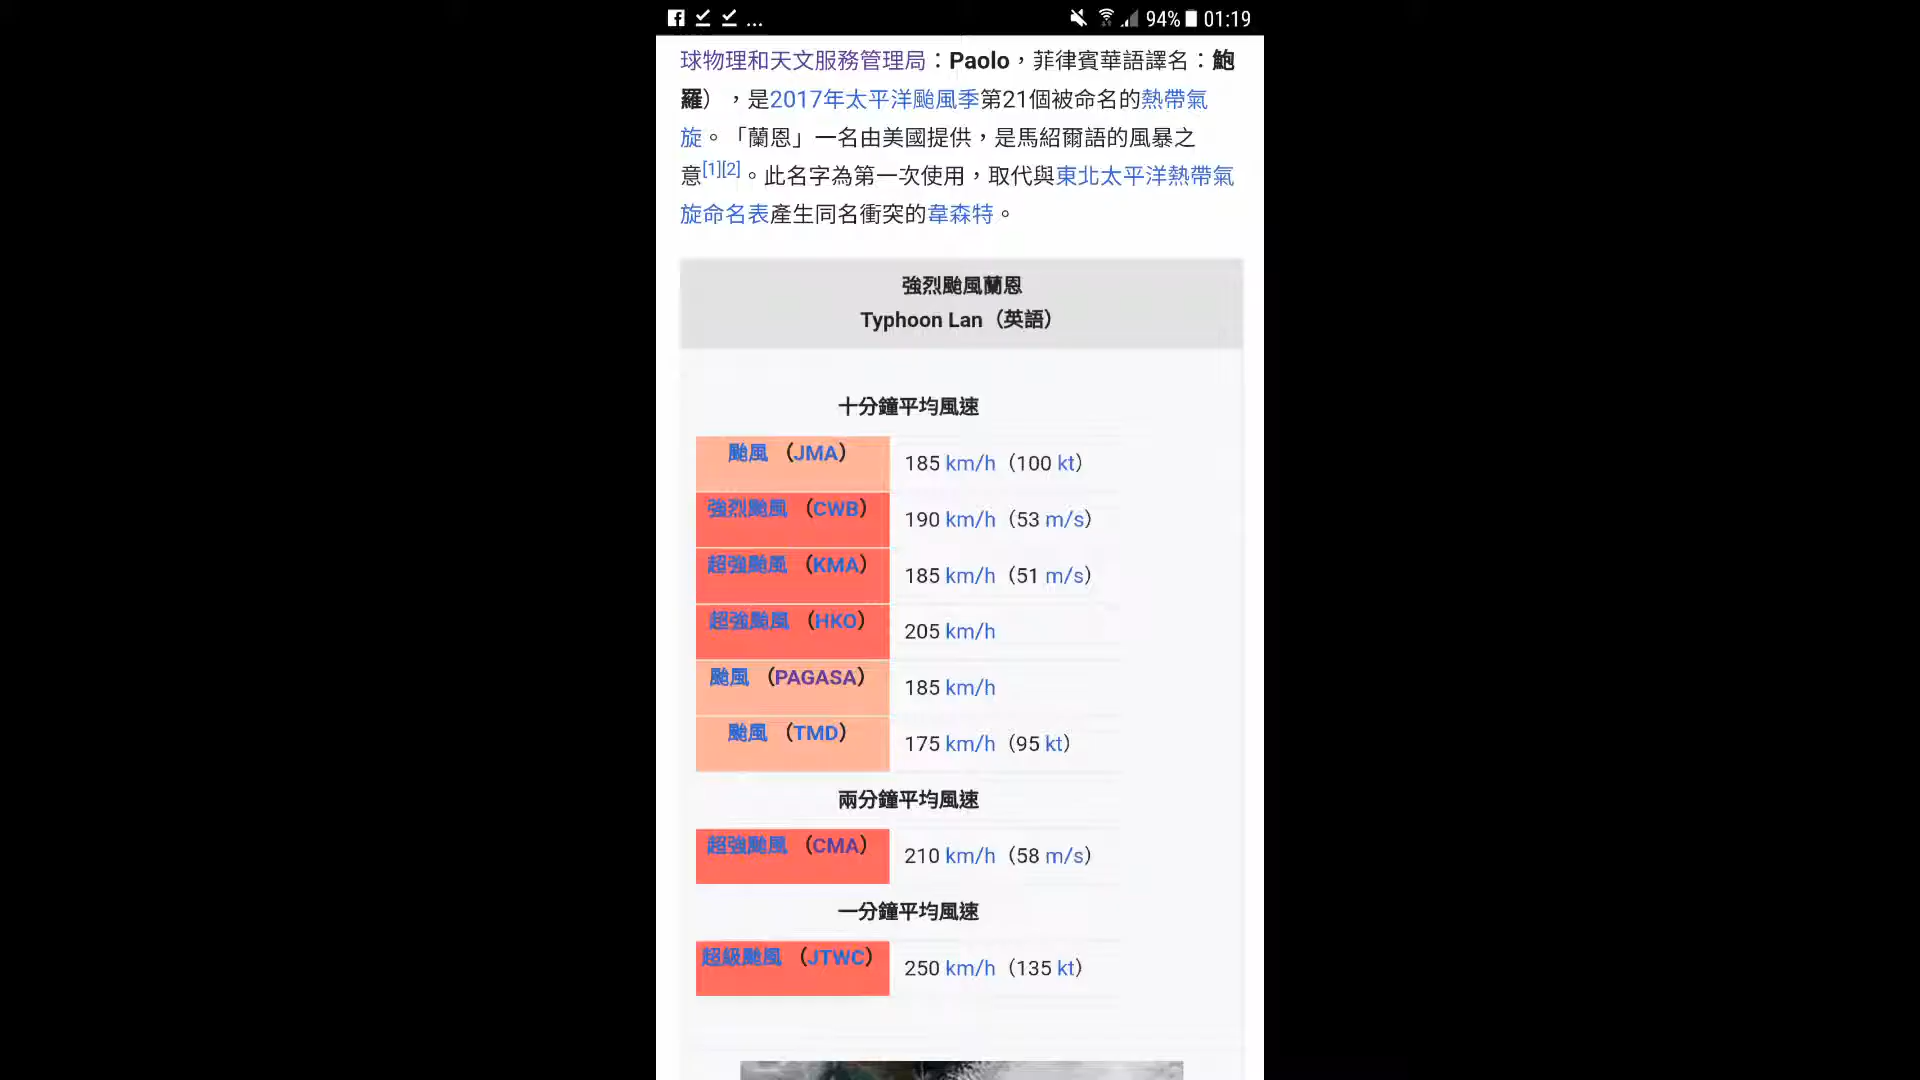 ... 94% 01:19
球物理和天文服務管理局：Paolo，菲律賓華語譯名：鮑
羅），是2017年太平洋颱風季第21個被命名的熱帶氣
旋。「蘭恩」一名由美國提供，是馬紹爾語的風暴之
意[1][2]。此名字為第一次使用，取代與東北太平洋熱帶氣
旋命名表產生同名衝突的韋森特。
強烈颱風蘭恩
Typhoon Lan（英語）
十分鐘平均風速
颱風 （JMA） 185 km/h（100 kt）
強烈颱風 （CWB） 190 km/h（53 m/s）
超強颱風 （KMA） 185 km/h（51 m/s）
超強颱風 （HKO） 205 km/h
颱風 （PAGASA） 185 km/h
颱風 （TMD） 175 km/h（95 kt）
兩分鐘平均風速
超強颱風 （CMA） 210 km/h（58 m/s）
一分鐘平均風速
超級颱風 （JTWC） 250 km/h（135 kt）